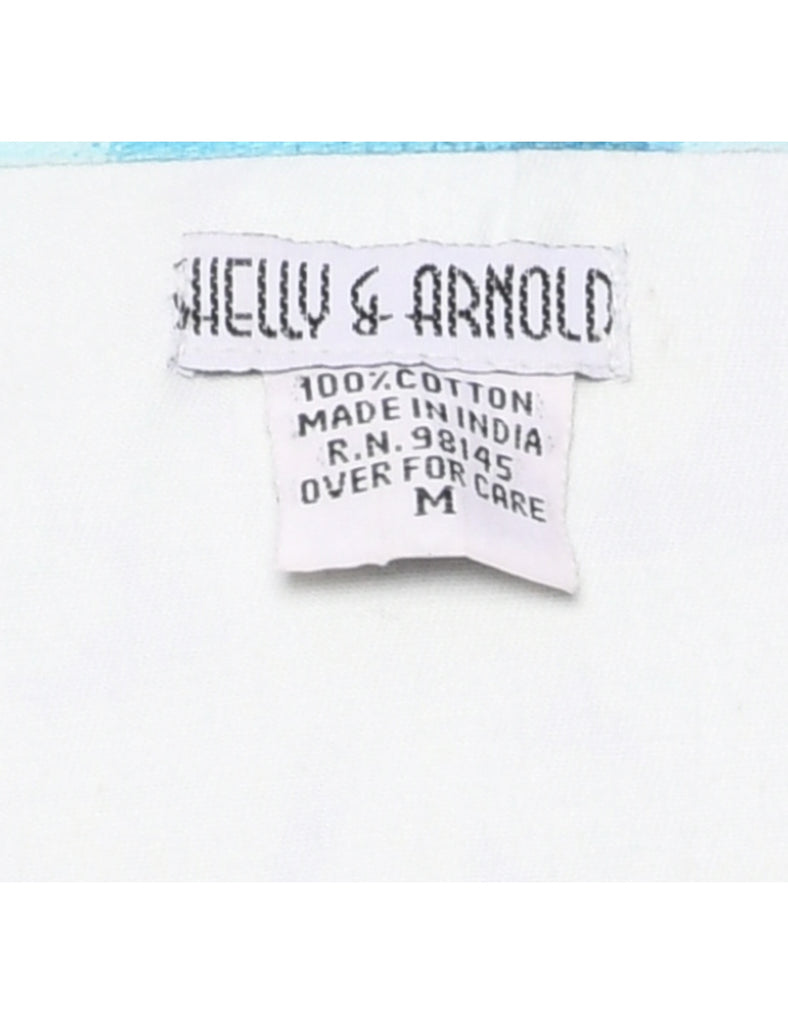 SHELLY & ARNOLD
100% COTTON
MADE IN INDIA
R.N. 98145
OVER FOR CARE
M